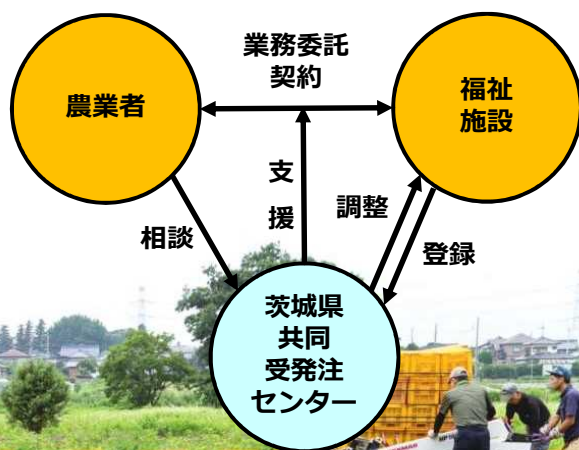 業務委託
契約
農業者
福祉
施設
支
援
相談
調整
登録
茨城県
共同
受発注
センター